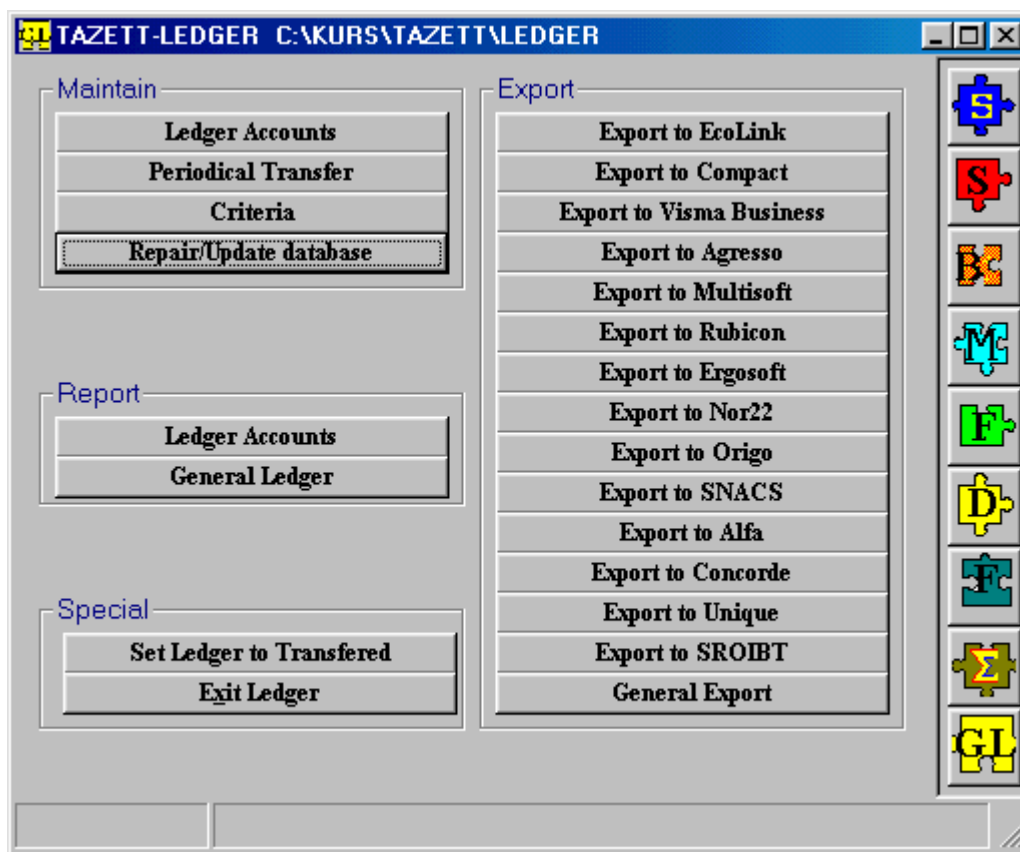 GL TAZETT-LEDGER C:\KURS\TAZETT\LEDGER
Maintain
Ledger Accounts
Periodical Transfer
Criteria
Repair/Update database
Report
Ledger Accounts
General Ledger
Special
Set Ledger to Transfered
Exit Ledger
Export
Export to EcoLink
Export to Compact
Export to Visma Business
Export to Agresso
Export to Multisoft
Export to Rubicon
Export to Ergosoft
Export to Nor22
Export to Origo
Export to SNACS
Export to Alfa
Export to Concorde
Export to Unique
Export to SROIBT
General Export
S
S
B
M
F
D
F
Σ
GL